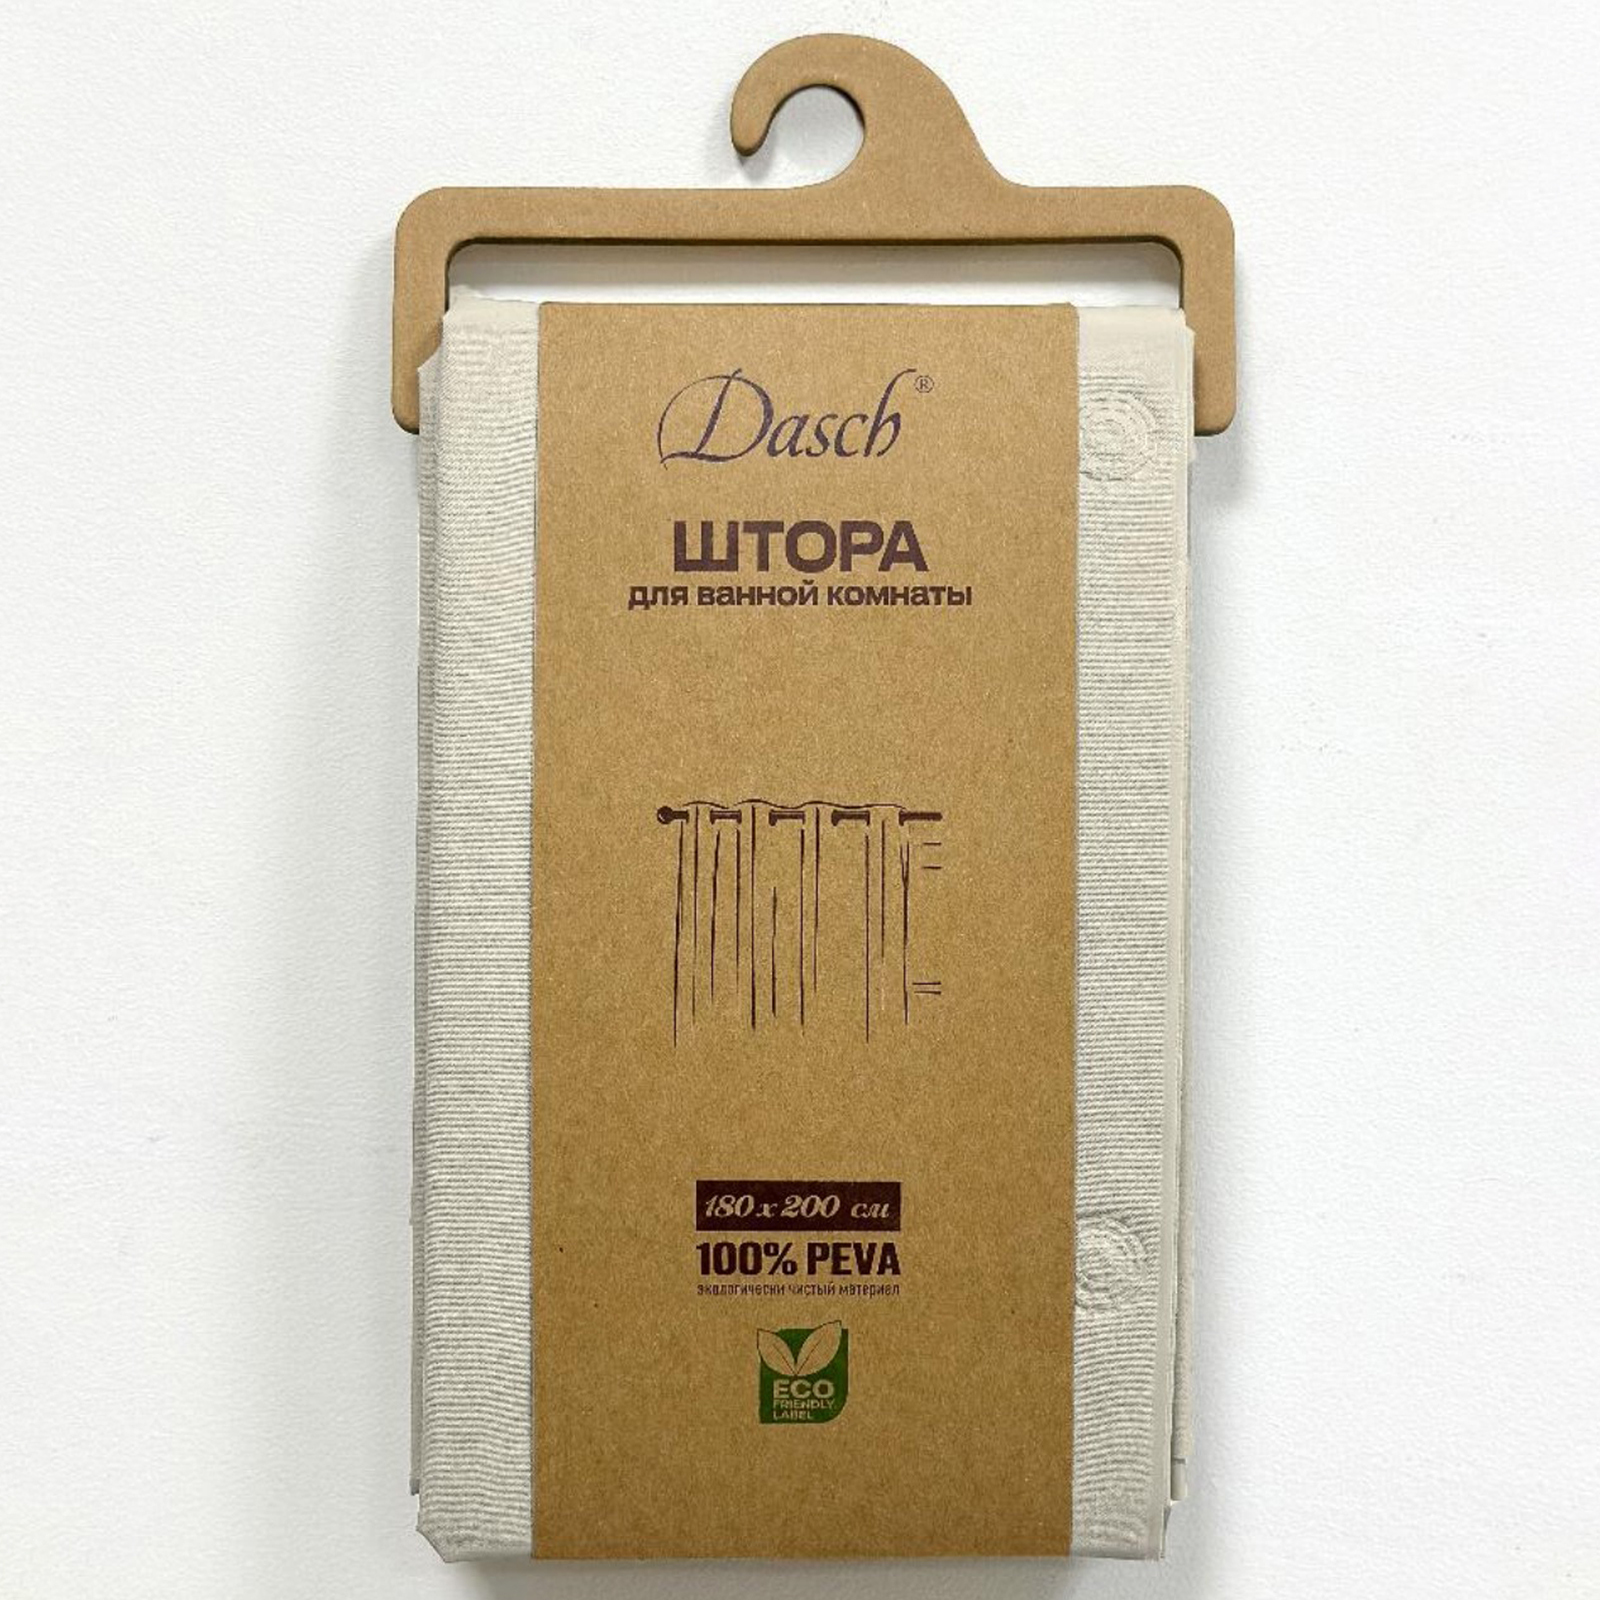 Dasch®
ШТОРА
для ванной комнаты
180 x 200 см
100% PEVA
экологически чистый материал
ECO
FRIENDLY
LABEL